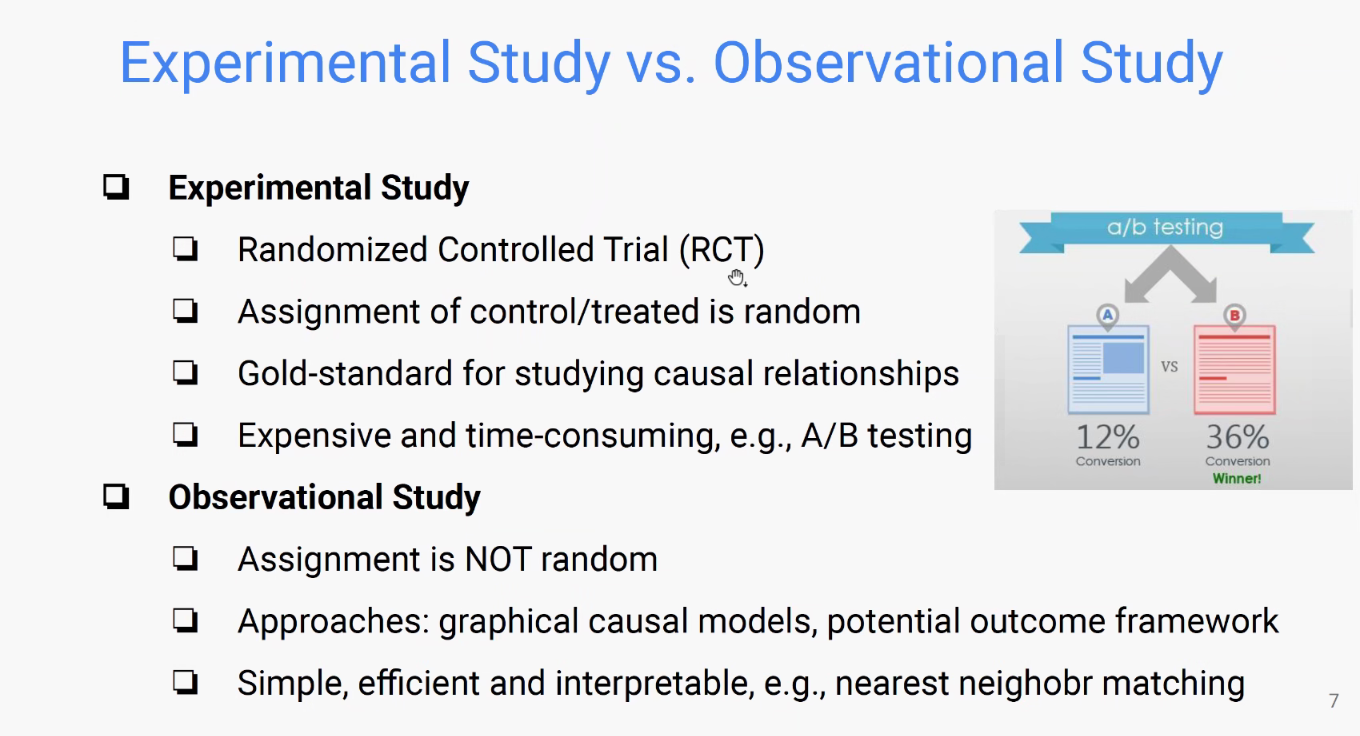 Experimental Study vs. Observational Study
Experimental Study
Randomized Controlled Trial (RCT)
Assignment of control/treated is random
Gold-standard for studying causal relationships
Expensive and time-consuming, e.g., A/B testing
a/b testing
A
B
VS
12%
36%
Conversion
Conversion
Winner!
Observational Study
Assignment is NOT random
Approaches: graphical causal models, potential outcome framework
Simple, efficient and interpretable, e.g., nearest neighobr matching
7